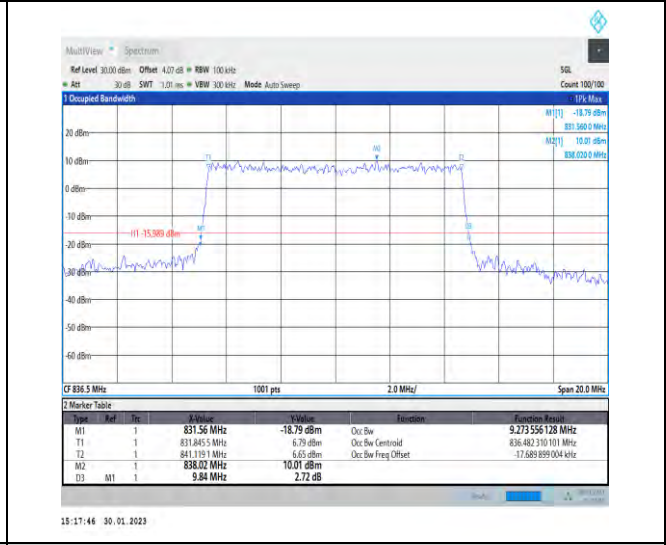 MultiView Spectrum
Ref Level 30.00 dBm Offset 4.07 dB RBW 100 kHz SGL
Att 30 dB SWT 1.01 ms VBW 300 kHz Mode Auto Sweep Count 100/100
1 Occupied Bandwidth 1Pk Max
M1[1] -18.79 dBm
831.560 0 MHz
M2[1] 10.01 dBm
838.020 0 MHz
20 dBm
M2
T1 T2
10 dBm
0 dBm
-10 dBm
M1 D3
H1 -15.989 dBm
-20 dBm
-30 dBm
-40 dBm
-50 dBm
-60 dBm
CF 836.5 MHz 1001 pts 2.0 MHz/ Span 20.0 MHz
2 Marker Table
Type Ref Trc X-Value Y-Value Function Function Result
M1 1 831.56 MHz -18.79 dBm Occ Bw 9.273 556 128 MHz
T1 1 831.845 5 MHz 6.79 dBm Occ Bw Centroid 836.482 310 101 MHz
T2 1 841.119 1 MHz 6.65 dBm Occ Bw Freq Offset -17.689 899 004 kHz
M2 1 838.02 MHz 10.01 dBm
D3 M1 1 9.84 MHz 2.72 dB
Ready
15:17:46 30.01.2023